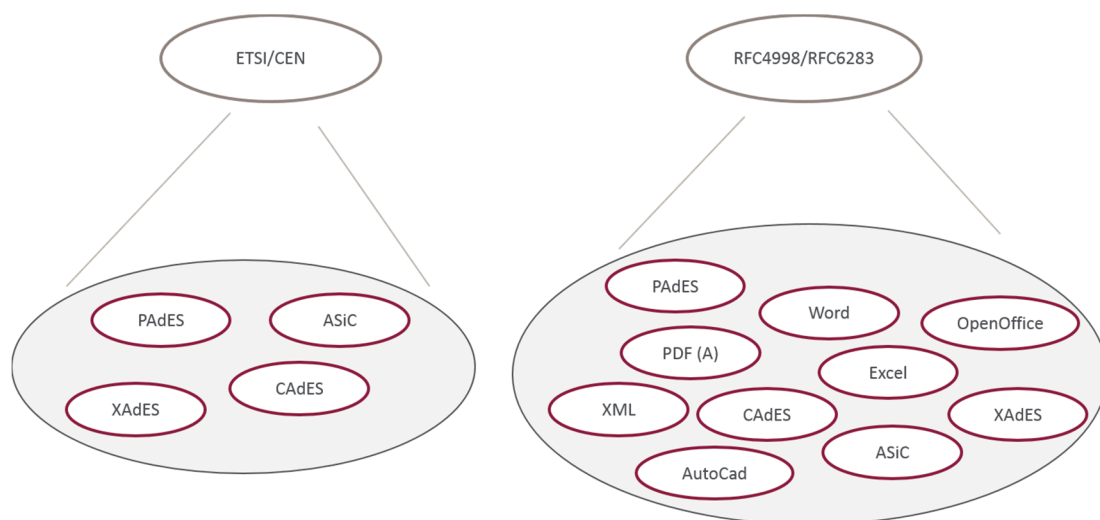 ETSI/CEN
RFC4998/RFC6283
PAdES
ASiC
CAdES
XAdES
PAdES
Word
OpenOffice
PDF (A)
Excel
XML
CAdES
XAdES
ASiC
AutoCad